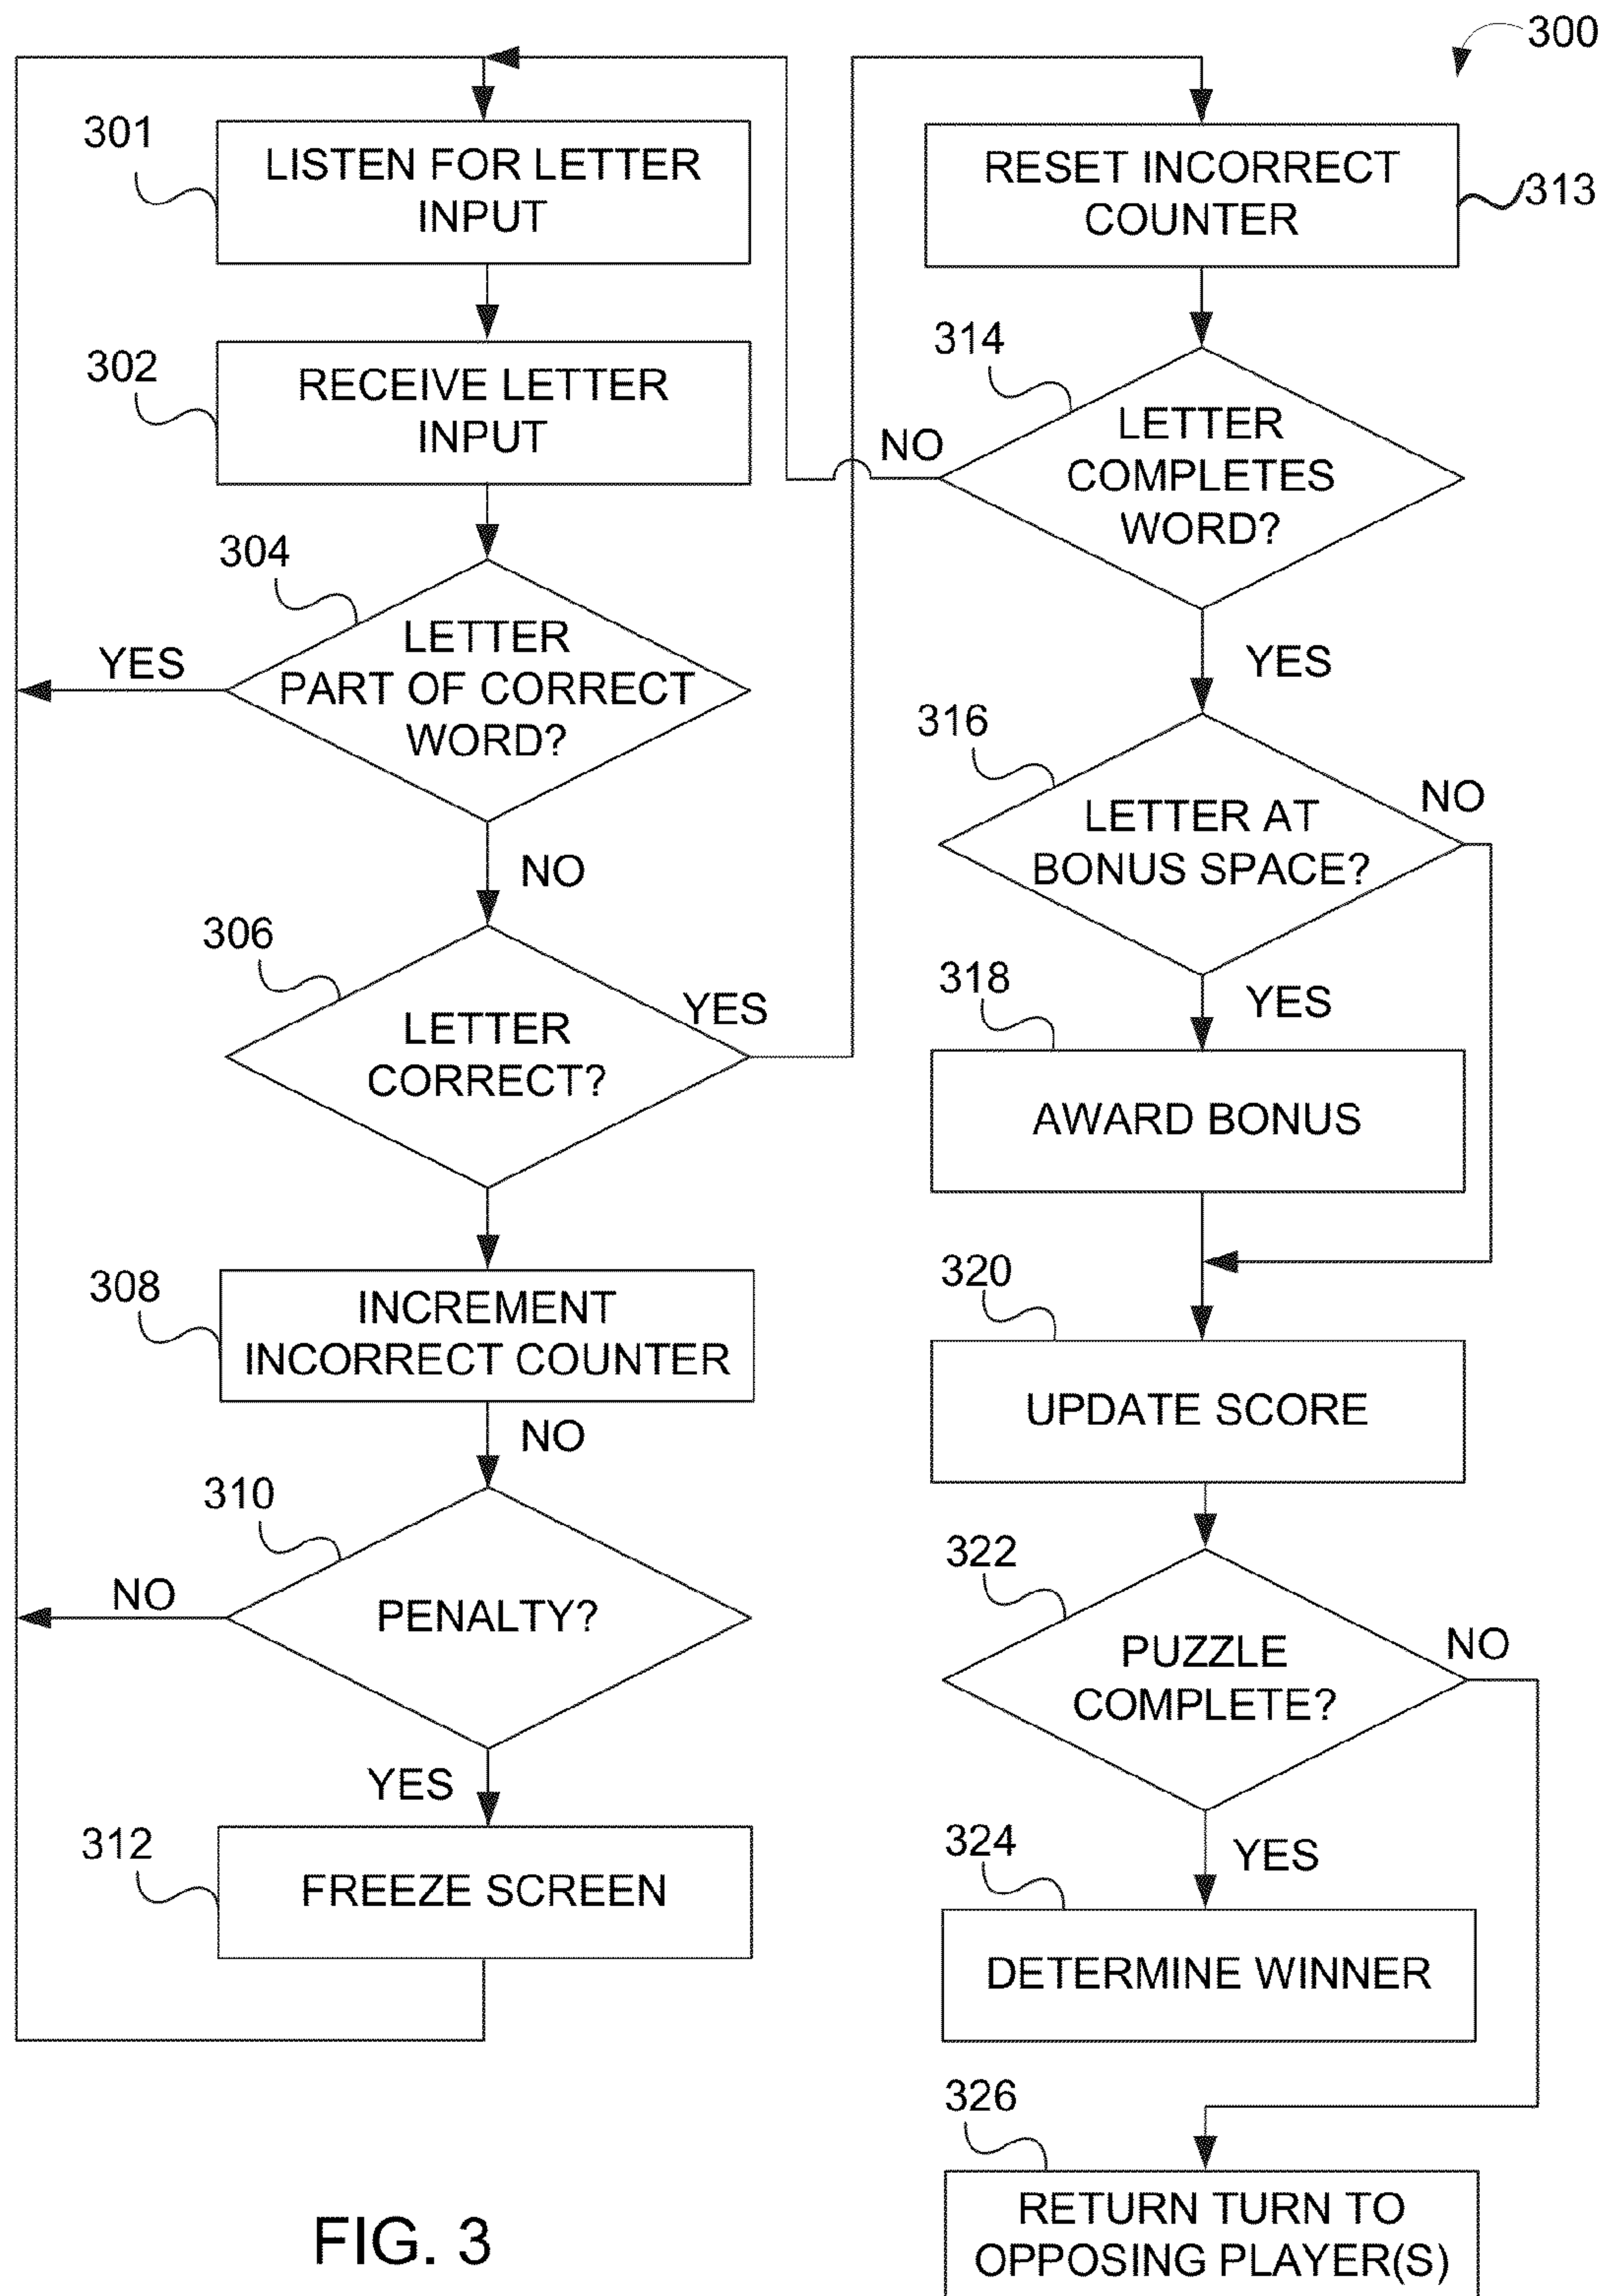 300
301
LISTEN FOR LETTER
INPUT
302
RECEIVE LETTER
INPUT
304
LETTER
PART OF CORRECT
WORD?
YES
NO
306
LETTER
CORRECT?
YES
308
INCREMENT
INCORRECT COUNTER
NO
310
PENALTY?
NO
YES
312
FREEZE SCREEN
RESET INCORRECT
COUNTER
313
314
LETTER
COMPLETES
WORD?
NO
YES
316
LETTER AT
BONUS SPACE?
NO
YES
318
AWARD BONUS
320
UPDATE SCORE
322
PUZZLE
COMPLETE?
NO
YES
324
DETERMINE WINNER
326
RETURN TURN TO
OPPOSING PLAYER(S)
FIG. 3